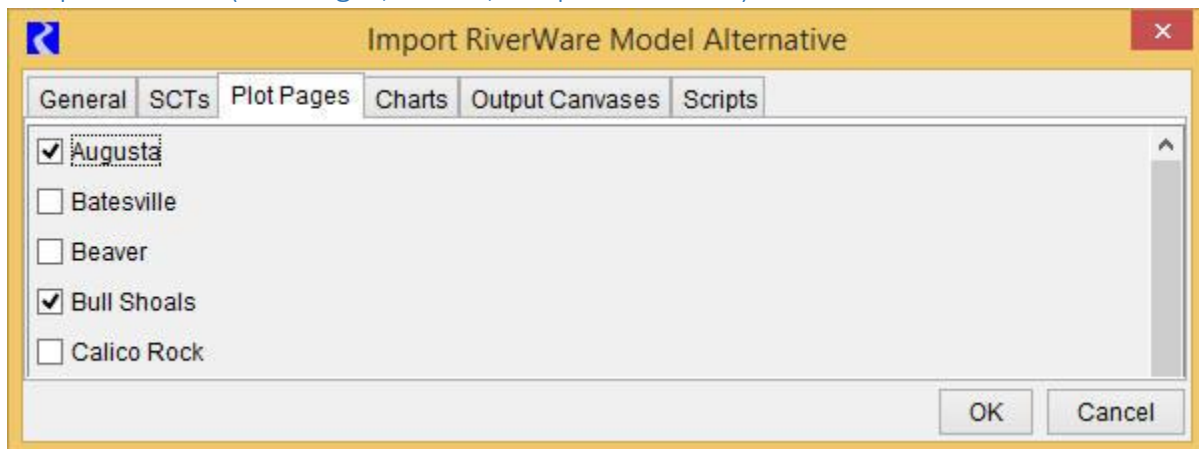 Import RiverWare Model Alternative
General SCTs Plot Pages Charts Output Canvases Scripts
Augusta
Batesville
Beaver
Bull Shoals
Calico Rock
OK Cancel